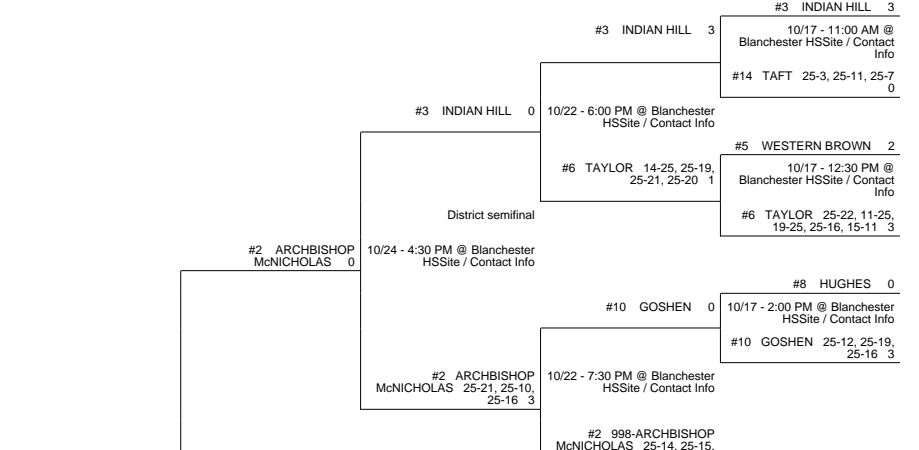 #3 INDIAN HILL 3
10/17 - 11:00 AM @
Blanchester HSSite / Contact
Info
#14 TAFT 25-3, 25-11, 25-7
0
#3 INDIAN HILL 3
10/22 - 6:00 PM @ Blanchester
HSSite / Contact Info
#5 WESTERN BROWN 2
10/17 - 12:30 PM @
Blanchester HSSite / Contact
Info
#6 TAYLOR 25-22, 11-25,
19-25, 25-16, 15-11 3
#6 TAYLOR 14-25, 25-19,
25-21, 25-20 1
#3 INDIAN HILL 0
District semifinal
10/24 - 4:30 PM @ Blanchester
HSSite / Contact Info
#2 ARCHBISHOP
McNICHOLAS 0
#8 HUGHES 0
10/17 - 2:00 PM @ Blanchester
HSSite / Contact Info
#10 GOSHEN 25-12, 25-19,
25-16 3
#10 GOSHEN 0
10/22 - 7:30 PM @ Blanchester
HSSite / Contact Info
#2 ARCHBISHOP
McNICHOLAS 25-21, 25-10,
25-16 3
#2 998-ARCHBISHOP
McNICHOLAS 25-14, 25-15,